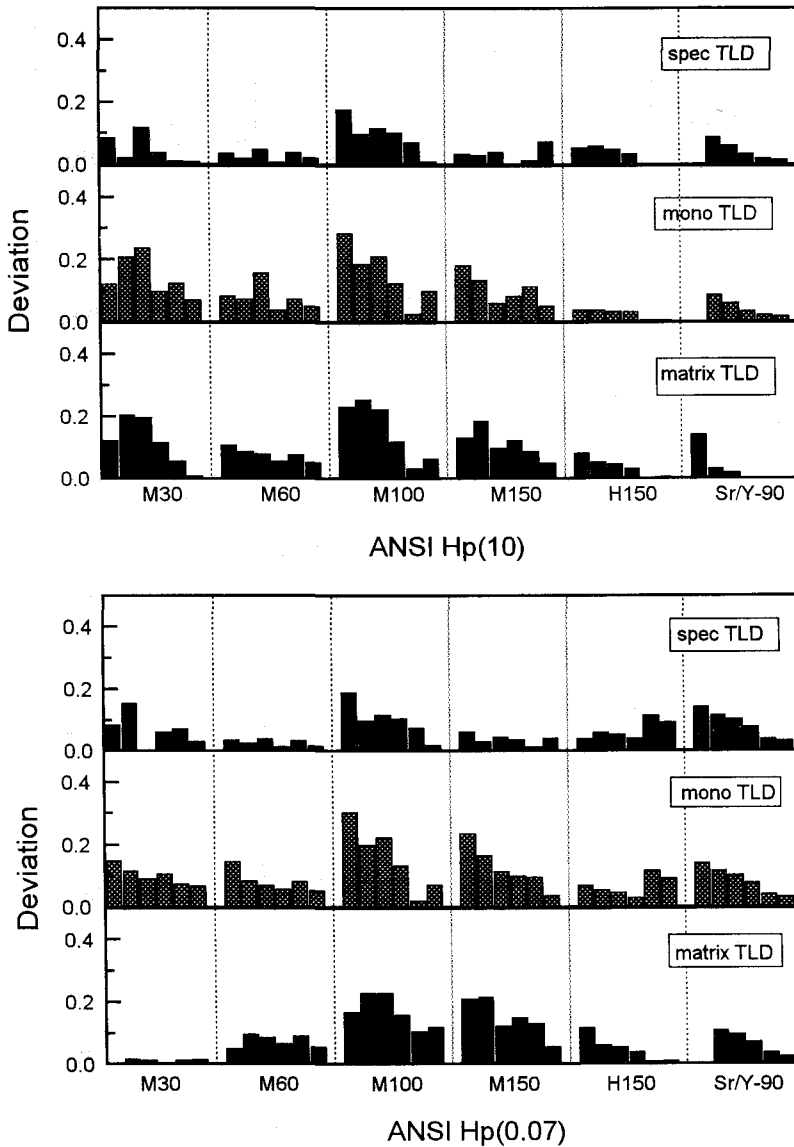 0.4
spec TLD
0.2
0.0
0.4
mono TLD
0.2
0.0
0.4
matrix TLD
0.2
0.0
Deviation
M30 M60 M100 M150 H150 Sr/Y-90
ANSI Hp(10)
0.4
spec TLD
0.2
0.0
0.4
mono TLD
0.2
0.0
0.4
matrix TLD
0.2
0.0
Deviation
M30 M60 M100 M150 H150 Sr/Y-90
ANSI Hp(0.07)